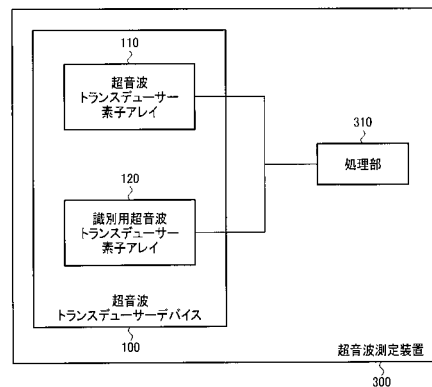 110
超音波
トランスデューサー
素子アレイ
310
処理部
120
識別用超音波
トランスデューサー
素子アレイ
超音波
トランスデューサーデバイス
100
超音波測定装置
300